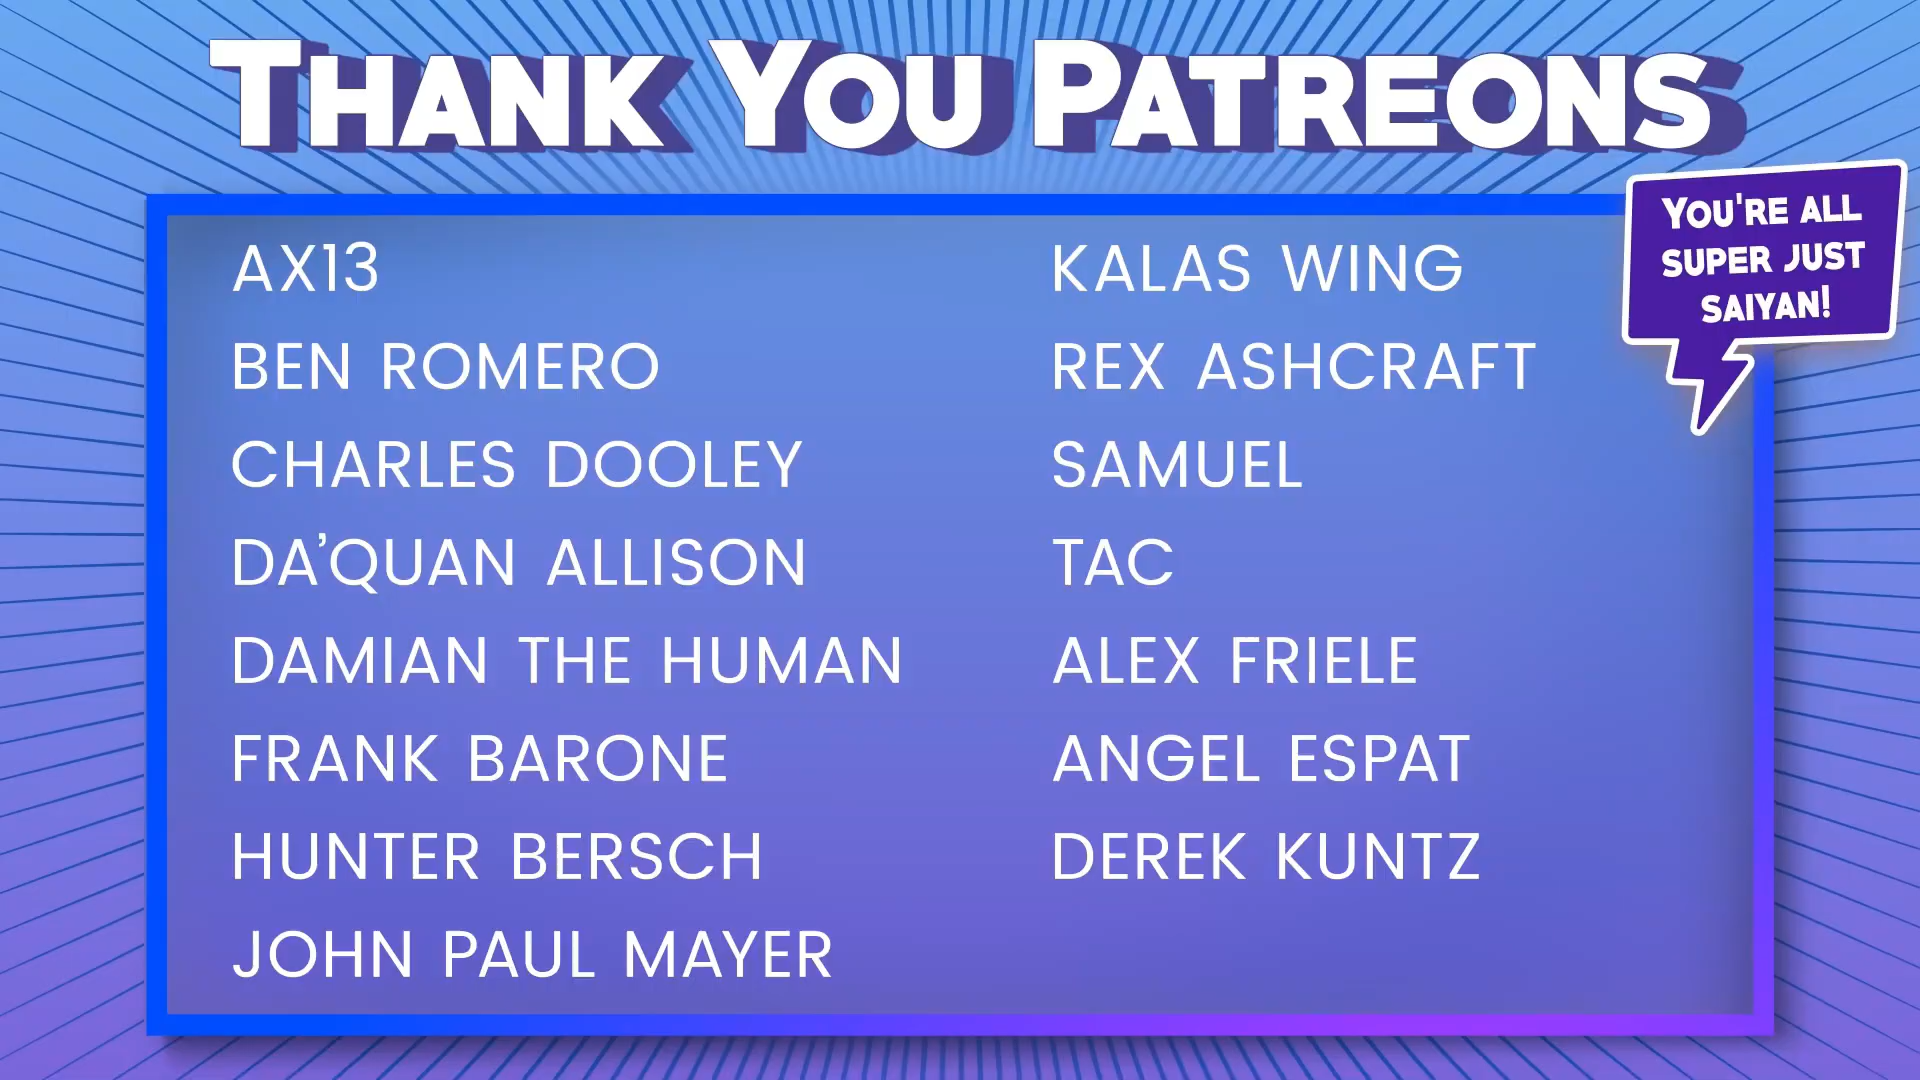 THANK YOU PATREONS
YOU'RE ALL
SUPER JUST
SAIYAN!
AX13
BEN ROMERO
CHARLES DOOLEY
DA’QUAN ALLISON
DAMIAN THE HUMAN
FRANK BARONE
HUNTER BERSCH
JOHN PAUL MAYER
KALAS WING
REX ASHCRAFT
SAMUEL
TAC
ALEX FRIELE
ANGEL ESPAT
DEREK KUNTZ